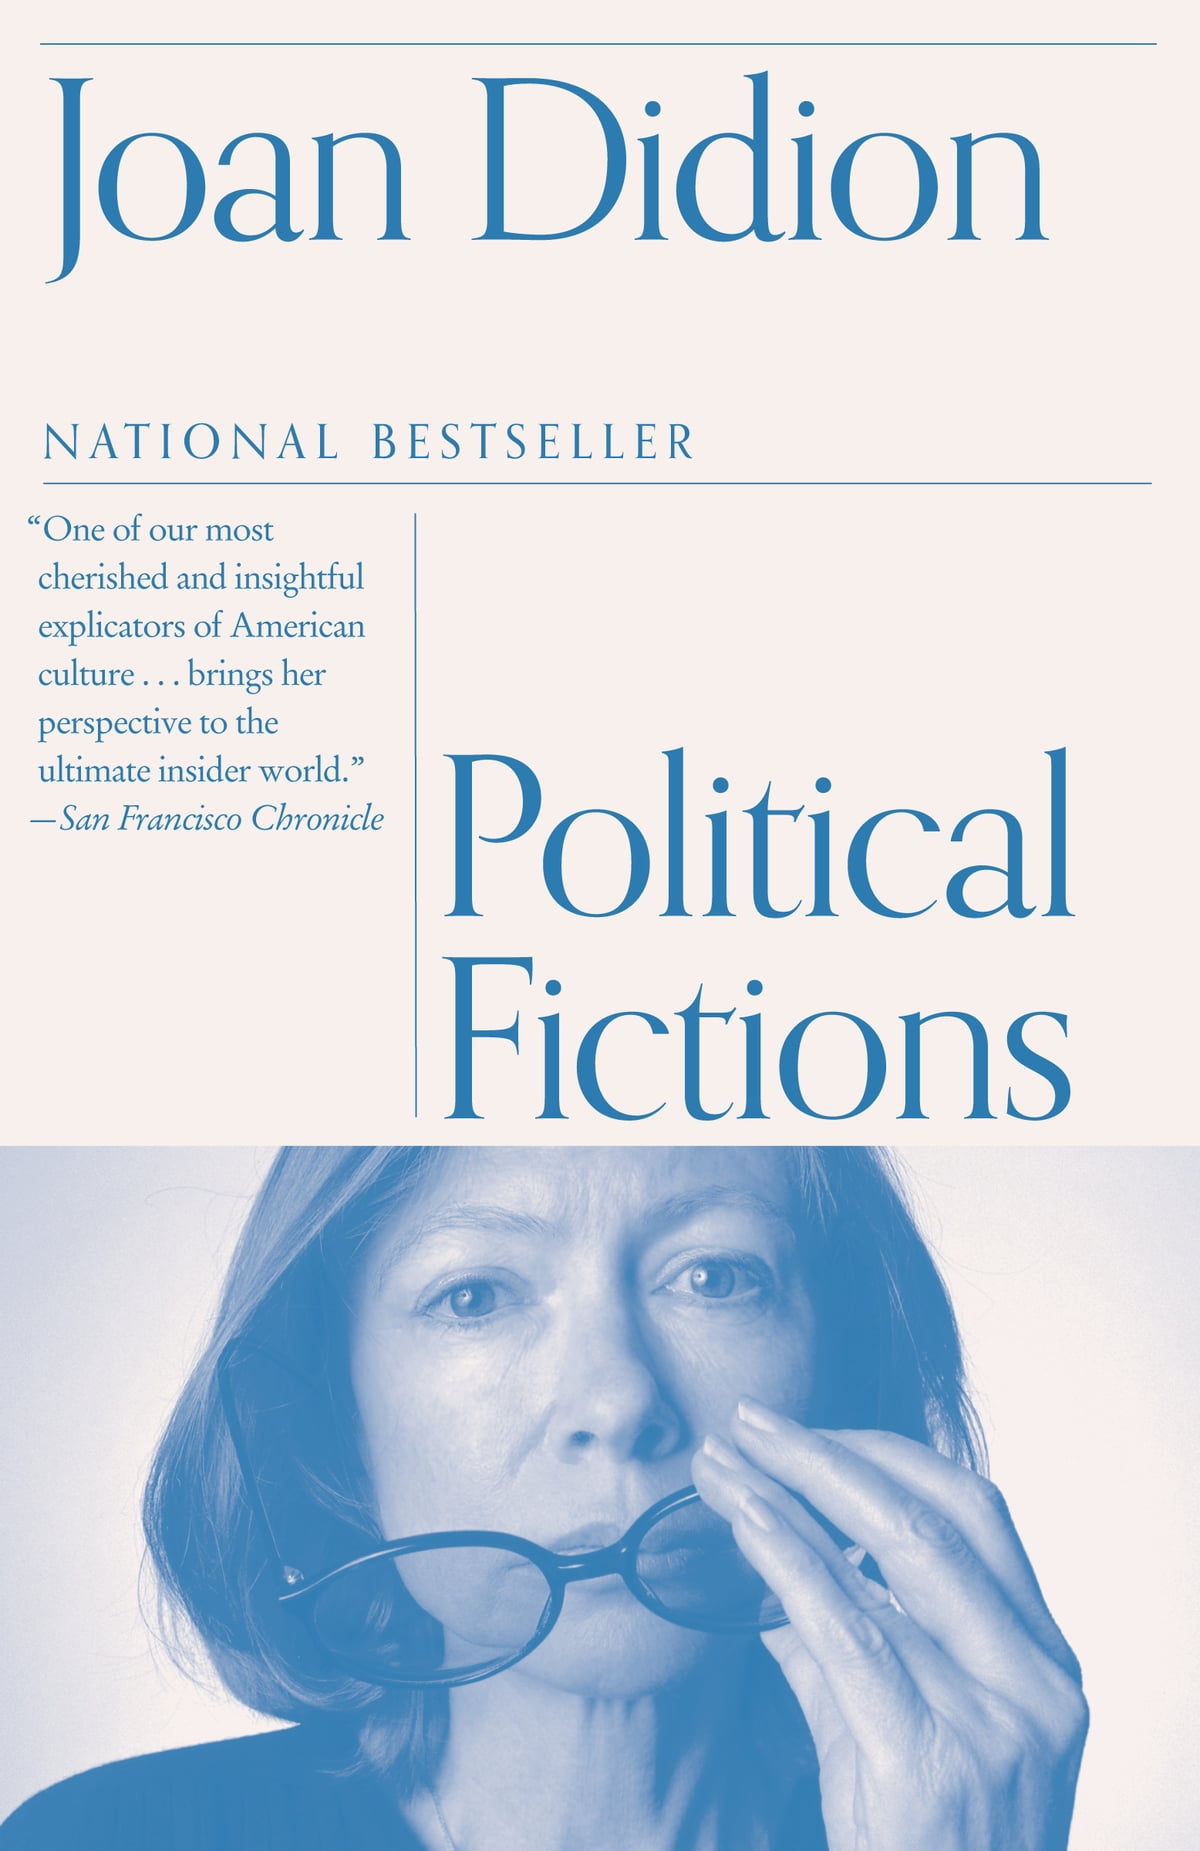 Joan Didion
NATIONAL BESTSELLER
“One of our most
cherished and insightful
explicators of American
culture . . . brings her
perspective to the
ultimate insider world.”
—San Francisco Chronicle
Political
Fictions